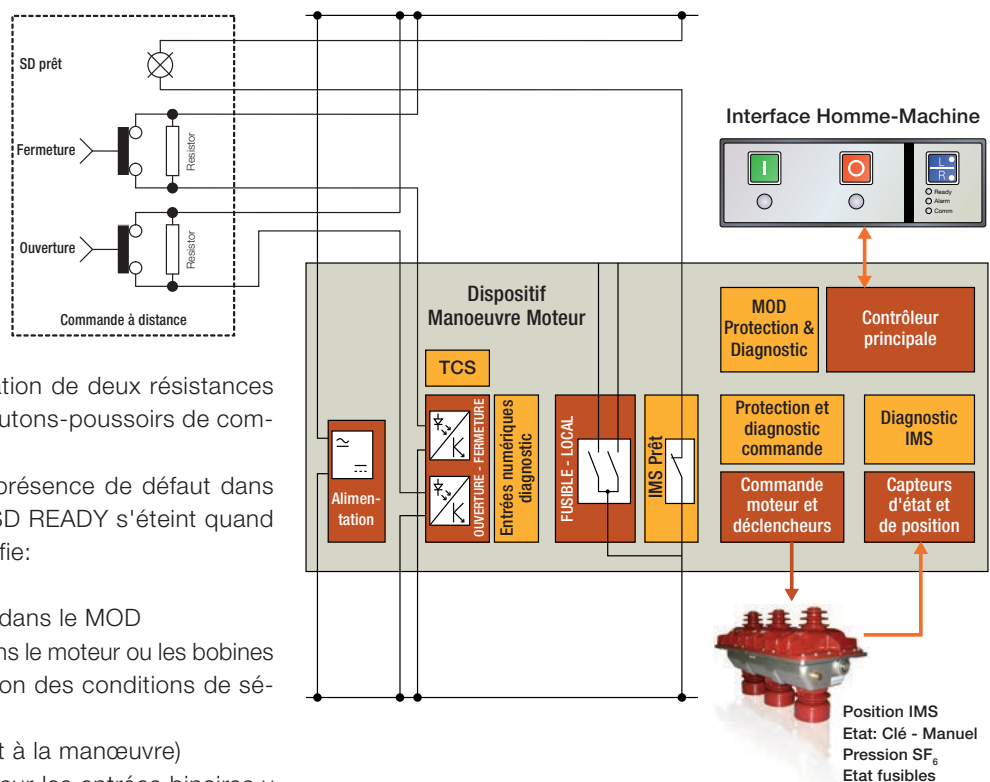 SD prêt
Fermeture
Resistor
Ouverture
Resistor
Commande à distance
Interface Homme-Machine
I
O
L
R
Ready
Alarm
Comm
Dispositif
Manoeuvre Moteur
MOD
Protection &
Diagnostic
Contrôleur
principale
TCS
OUVERTURE - FERMETURE
Entrées numériques
diagnostic
FUSIBLE - LOCAL
IMS Prêt
Alimen-
tation
Protection et
diagnostic
commande
Diagnostic
IMS
Commande
moteur et
déclencheurs
Capteurs
d'état et
de position
Position IMS
Etat: Clé - Manuel
Pression SF6
Etat fusibles
ation de deux résistances
outons-poussoirs de com-
présence de défaut dans
SD READY s'éteint quand
fie:
dans le MOD
ns le moteur ou les bobines
ion des conditions de sé-
t à la manœuvre)